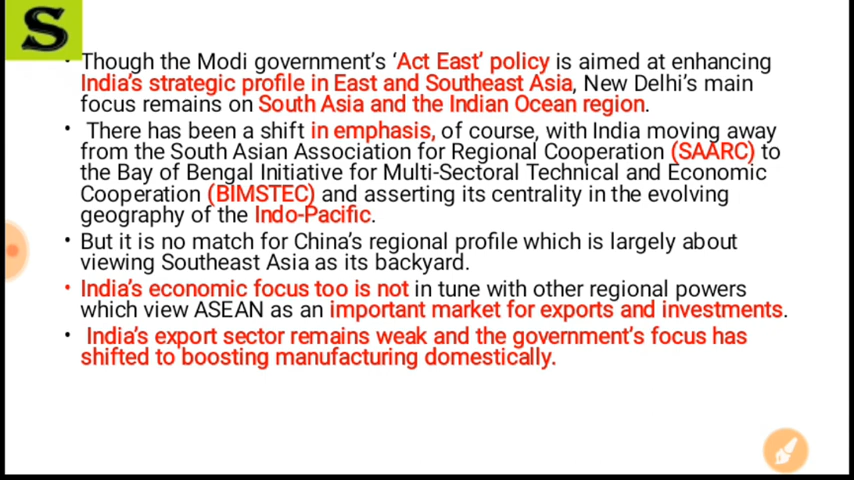 S
• Though the Modi government's 'Act East' policy is aimed at enhancing
India's strategic profile in East and Southeast Asia, New Delhi's main
focus remains on South Asia and the Indian Ocean region.
• There has been a shift in emphasis, of course, with India moving away
from the South Asian Association for Regional Cooperation (SAARC) to
the Bay of Bengal Initiative for Multi-Sectoral Technical and Economic
Cooperation (BIMSTEC) and asserting its centrality in the evolving
geography of the Indo-Pacific.
• But it is no match for China's regional profile which is largely about
viewing Southeast Asia as its backyard.
• India's economic focus too is not in tune with other regional powers
which view ASEAN as an important market for exports and investments.
• India's export sector remains weak and the government's focus has
shifted to boosting manufacturing domestically.